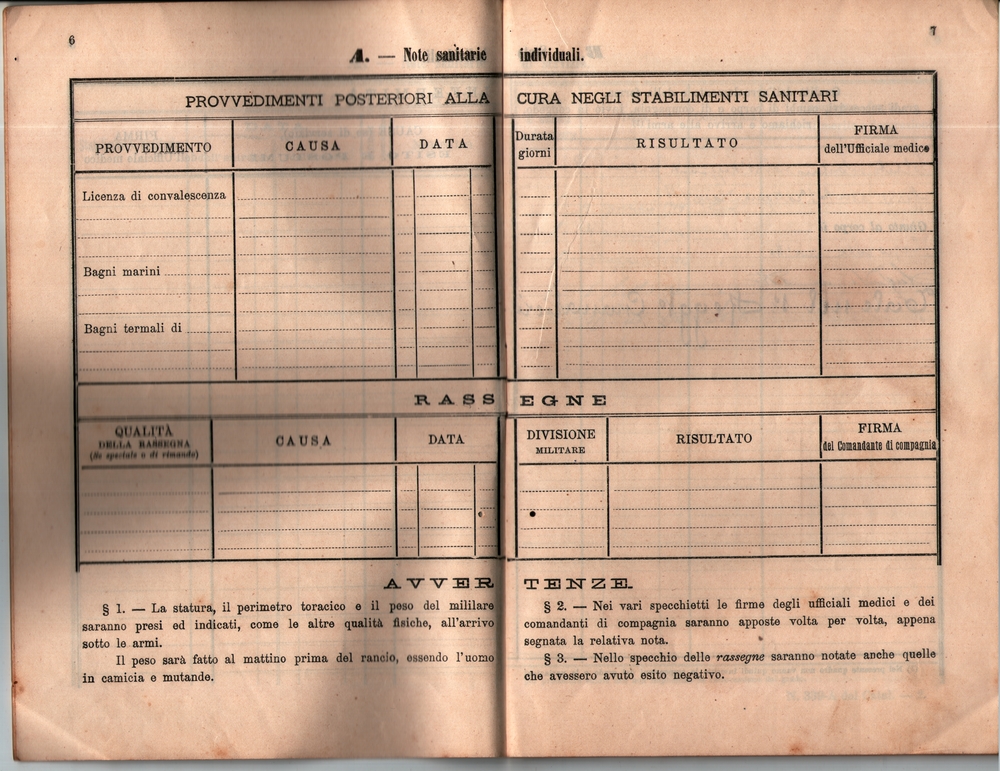 6
7
A. — Note sanitarie individuali.
PROVVEDIMENTI POSTERIORI ALLA CURA NEGLI STABILIMENTI SANITARI
PROVVEDIMENTO CAUSA DATA Durata giorni RISULTATO FIRMA dell'Ufficiale medico
Licenza di convalescenza
Bagni marini
Bagni termali di
RASSEGNE
QUALITÀ DELLA RASSEGNA (Se speciale o di rimando) CAUSA DATA DIVISIONE MILITARE RISULTATO FIRMA del Comandante di compagnia
AVVERTENZE.
§ 1. — La statura, il perimetro toracico e il peso del mililare
saranno presi ed indicati, come le altre qualità fisiche, all'arrivo
sotto le armi.
Il peso sarà fatto al mattino prima del rancio, essendo l'uomo
in camicia e mutande.
§ 2. — Nei vari specchietti le firme degli ufficiali medici e dei
comandanti di compagnia saranno apposte volta per volta, appena
segnata la relativa nota.
§ 3. — Nello specchio delle rassegne saranno notate anche quelle
che avessero avuto esito negativo.